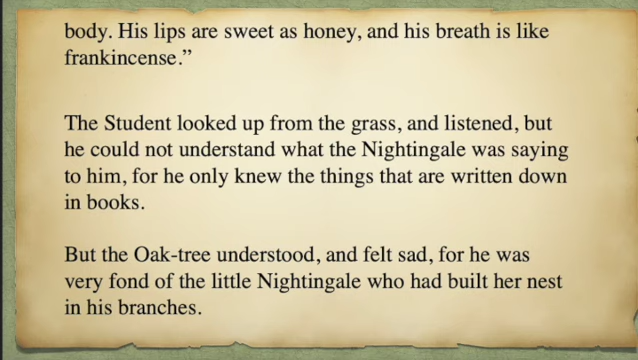 body. His lips are sweet as honey, and his breath is like
frankincense.”
The Student looked up from the grass, and listened, but
he could not understand what the Nightingale was saying
to him, for he only knew the things that are written down
in books.
But the Oak-tree understood, and felt sad, for he was
very fond of the little Nightingale who had built her nest
in his branches.